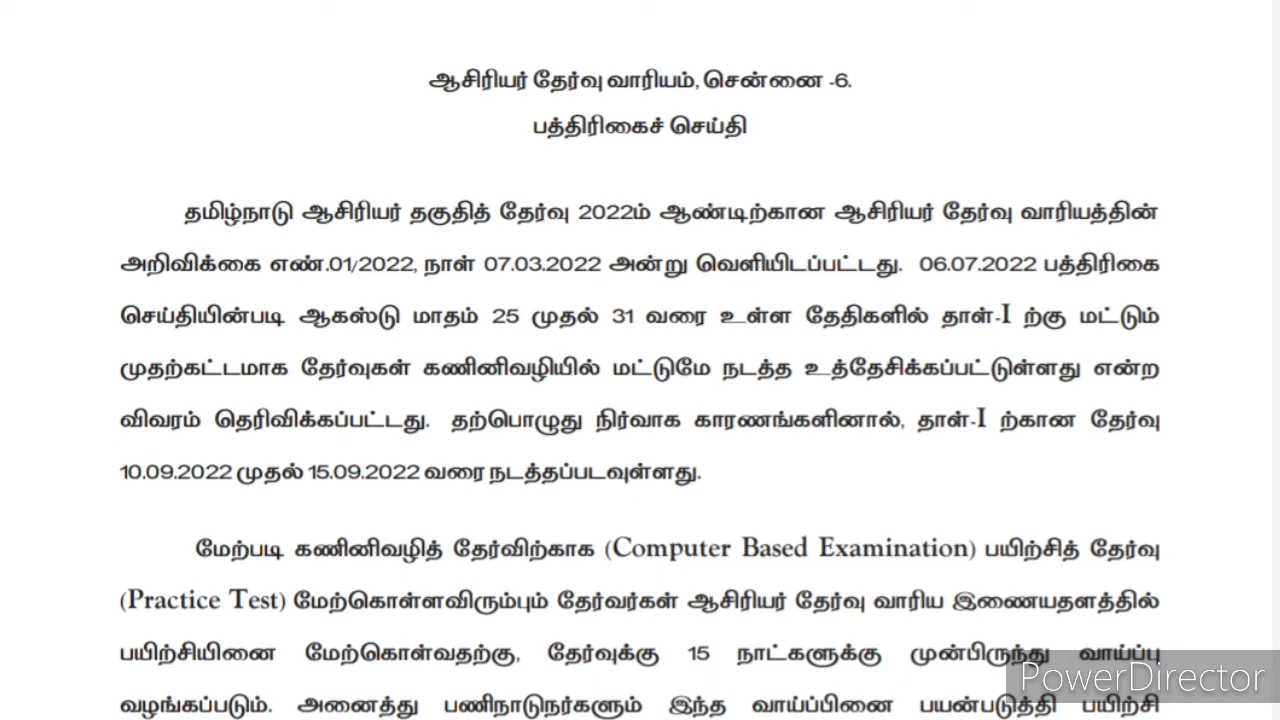 ஆசிரியர் தேர்வு வாரியம், சென்னை -6.
பத்திரிகைச் செய்தி
தமிழ்நாடு ஆசிரியர் தகுதித் தேர்வு 2022ம் ஆண்டிற்கான ஆசிரியர் தேர்வு வாரியத்தின்
அறிவிக்கை எண்.01/2022, நாள் 07.03.2022 அன்று வெளியிடப்பட்டது. 06.07.2022 பத்திரிகை
செய்தியின்படி ஆகஸ்டு மாதம் 25 முதல் 31 வரை உள்ள தேதிகளில் தாள்-I ற்கு மட்டும்
முதற்கட்டமாக தேர்வுகள் கணினிவழியில் மட்டுமே நடத்த உத்தேசிக்கப்பட்டுள்ளது என்ற
விவரம் தெரிவிக்கப்பட்டது. தற்பொழுது நிர்வாக காரணங்களினால், தாள்-I ற்கான தேர்வு
10.09.2022 முதல் 15.09.2022 வரை நடத்தப்படவுள்ளது.
மேற்படி கணினிவழித் தேர்விற்காக (Computer Based Examination) பயிற்சித் தேர்வு
(Practice Test) மேற்கொள்ளவிரும்பும் தேர்வர்கள் ஆசிரியர் தேர்வு வாரிய இணையதளத்தில்
பயிற்சியினை மேற்கொள்வதற்கு, தேர்வுக்கு 15 நாட்களுக்கு முன்பிருந்து வாய்ப்பு
வழங்கப்படும். அனைத்து பணிநாடுநர்களும் இந்த வாய்ப்பினை பயன்படுத்தி பயிற்சி
PowerDirector